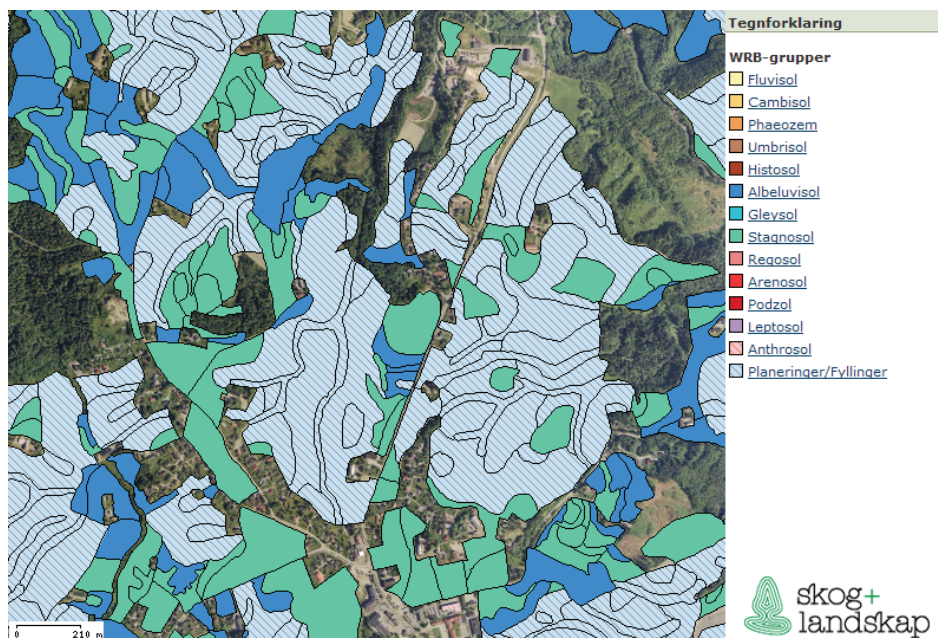 Tegnforklaring
WRB-grupper
Fluvisol
Cambisol
Phaeozem
Umbrisol
Histosol
Albeluvisol
Gleysol
Stagnosol
Regosol
Arenosol
Podzol
Leptosol
Anthrosol
Planeringer/Fyllinger
skog+
landskap
0 210 m